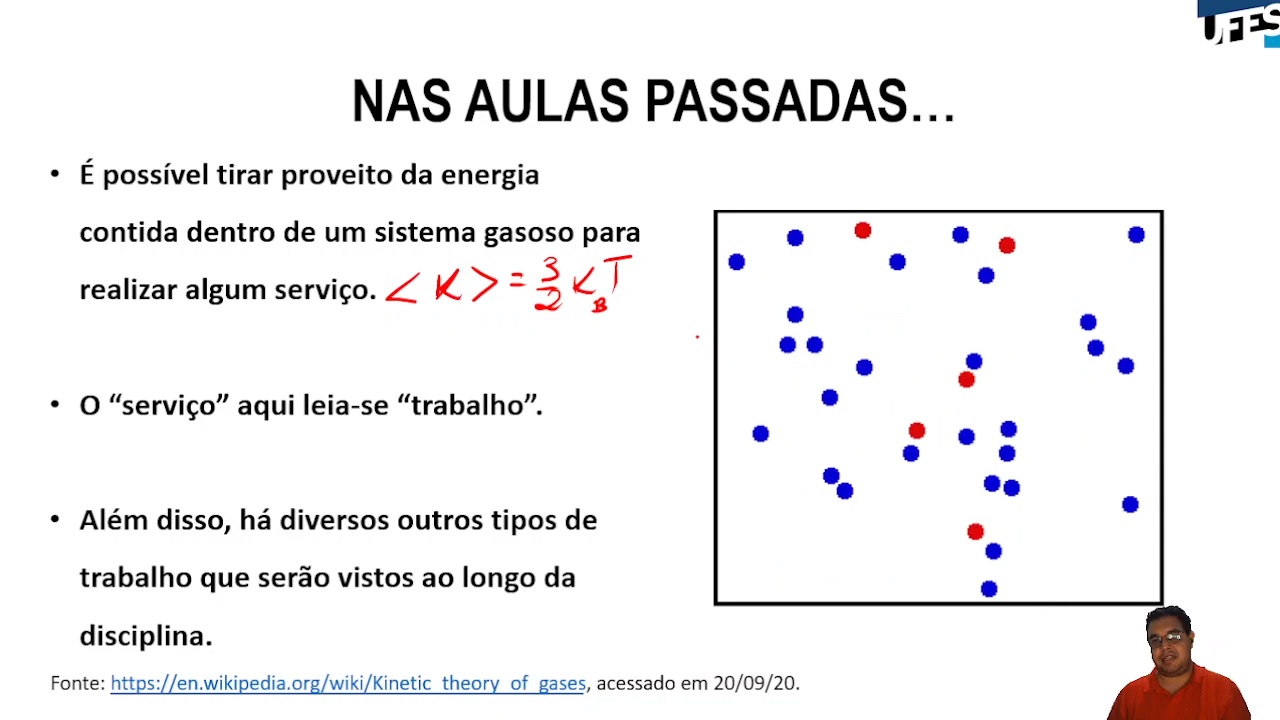 UFES
NAS AULAS PASSADAS...
• É possível tirar proveito da energia
contida dentro de um sistema gasoso para
realizar algum serviço. <K> = 3/2 K_B T
• O “serviço” aqui leia-se “trabalho”.
• Além disso, há diversos outros tipos de
trabalho que serão vistos ao longo da
disciplina.
Fonte: https://en.wikipedia.org/wiki/Kinetic_theory_of_gases, acessado em 20/09/20.